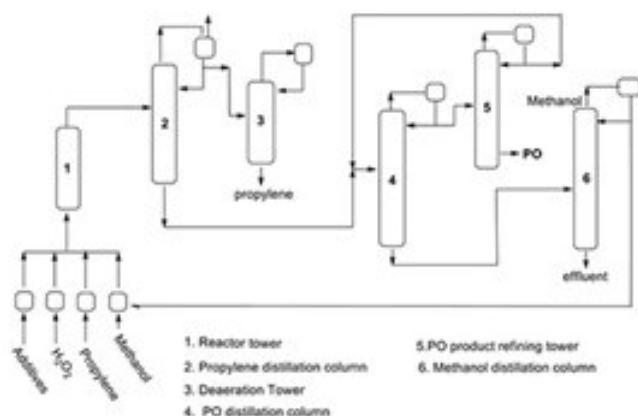 2
5
3
Methanol
1
4
PO
6
propylene
effluent
Additives
H₂O₂
Propylene
Methanol
1. Reactor tower
2. Propylene distillation column
3. Deaeration Tower
4. PO distillation column
5.PO product refining tower
6. Methanol distillation column